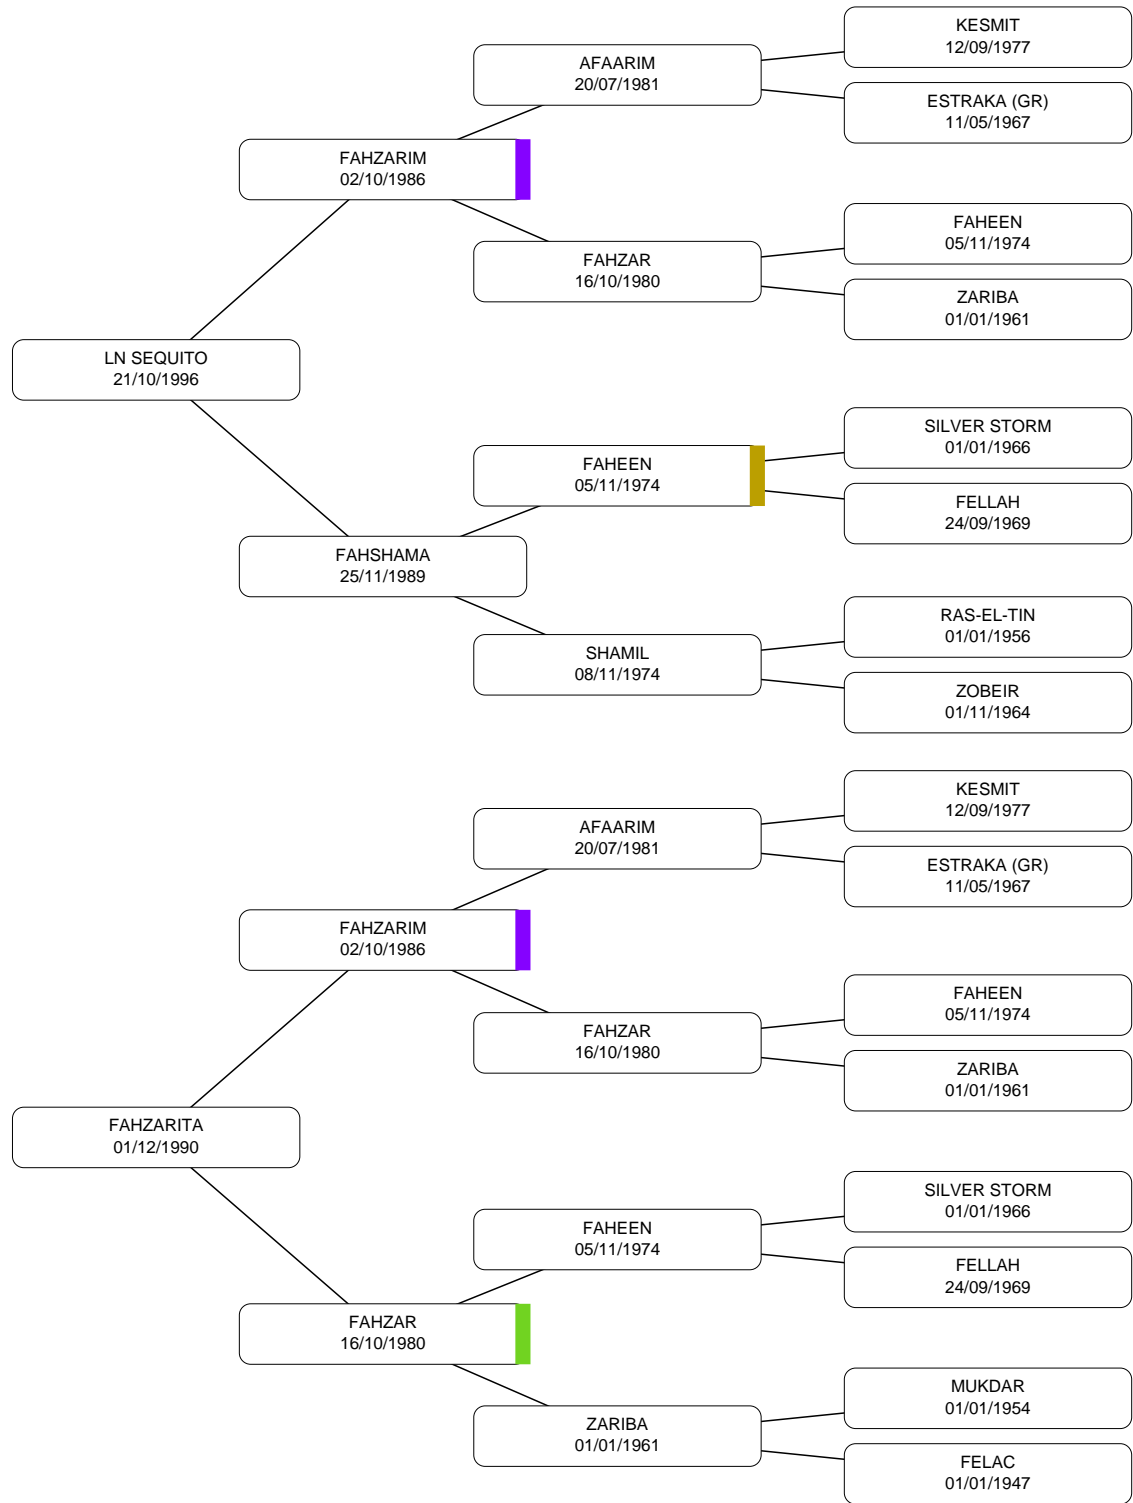 KESMIT
12/09/1977
AFAARIM
20/07/1981
ESTRAKA (GR)
11/05/1967
FAHZARIM
02/10/1986
FAHEEN
05/11/1974
FAHZAR
16/10/1980
ZARIBA
01/01/1961
LN SEQUITO
21/10/1996
SILVER STORM
01/01/1966
FAHEEN
05/11/1974
FELLAH
24/09/1969
FAHSHAMA
25/11/1989
RAS-EL-TIN
01/01/1956
SHAMIL
08/11/1974
ZOBEIR
01/11/1964
KESMIT
12/09/1977
AFAARIM
20/07/1981
ESTRAKA (GR)
11/05/1967
FAHZARIM
02/10/1986
FAHEEN
05/11/1974
FAHZAR
16/10/1980
ZARIBA
01/01/1961
FAHZARITA
01/12/1990
SILVER STORM
01/01/1966
FAHEEN
05/11/1974
FELLAH
24/09/1969
FAHZAR
16/10/1980
MUKDAR
01/01/1954
ZARIBA
01/01/1961
FELAC
01/01/1947